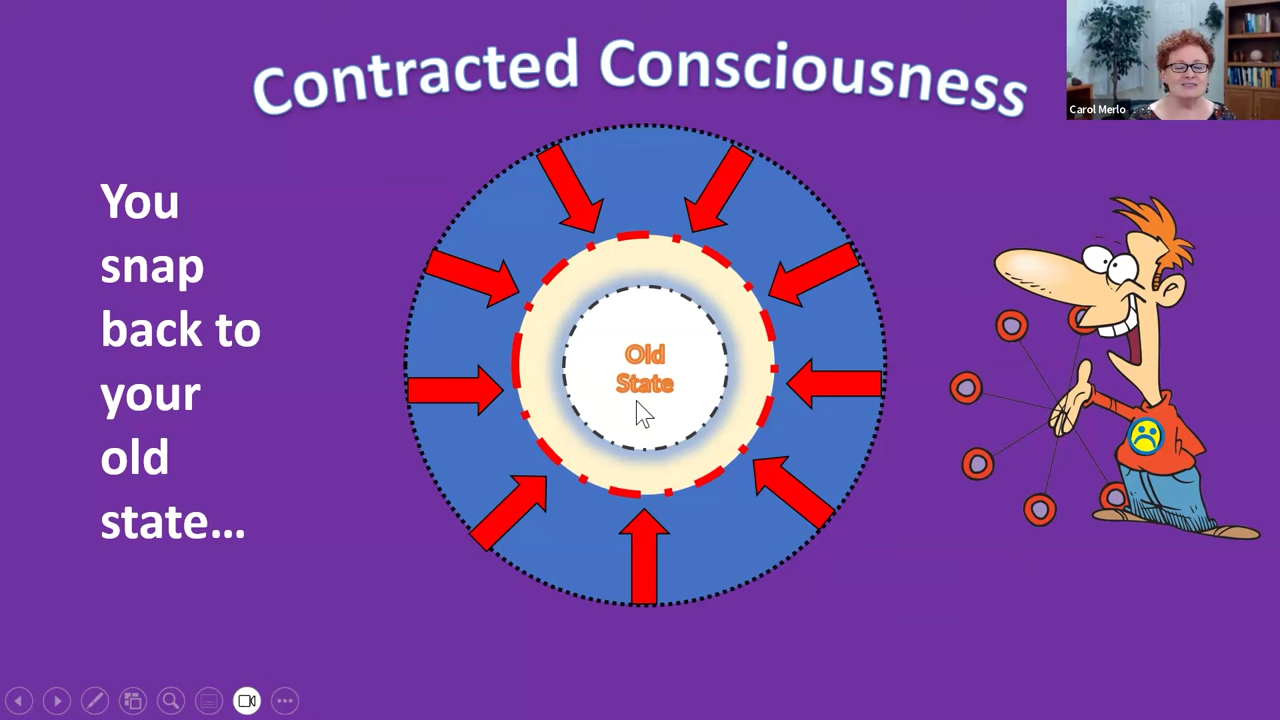 Contracted Consciousness
Carol Merlo
You
snap
back to
your
old
state...
Old
State